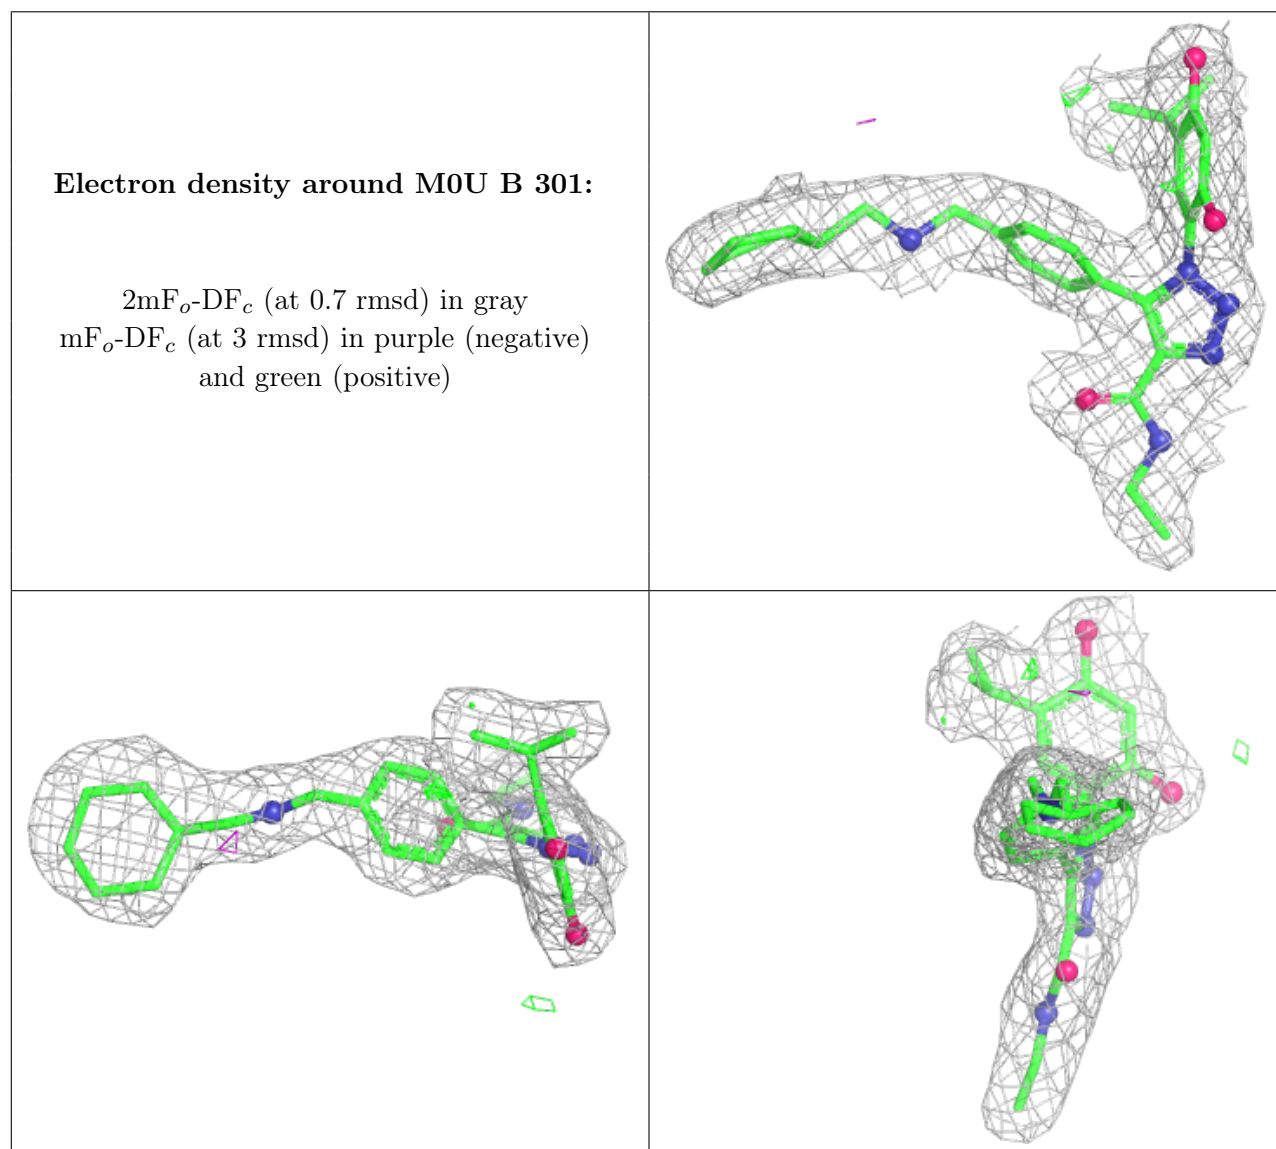 Electron density around M0U B 301:
2mFo-DFc (at 0.7 rmsd) in gray
mFo-DFc (at 3 rmsd) in purple (negative)
and green (positive)